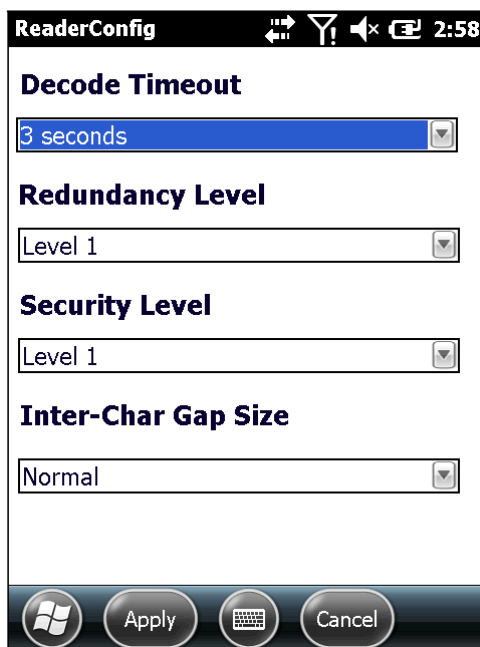 ReaderConfig 2:58
Decode Timeout
3 seconds
Redundancy Level
Level 1
Security Level
Level 1
Inter-Char Gap Size
Normal
Apply Cancel